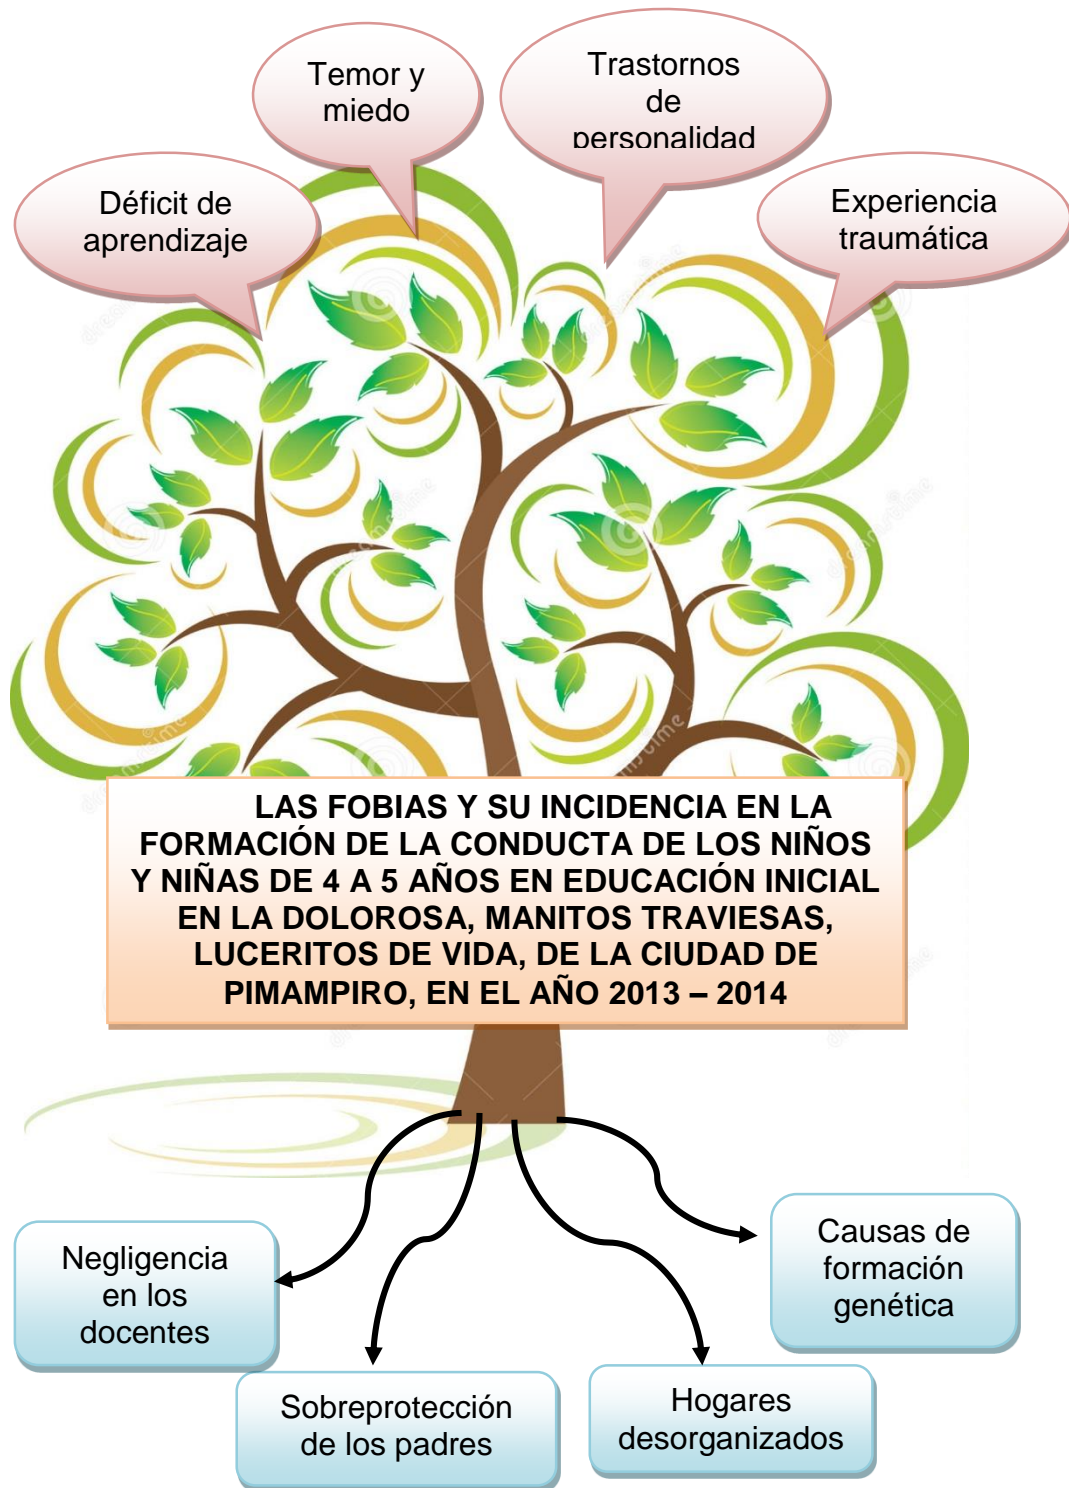 Temor y
miedo
Trastornos
de
personalidad
Déficit de
aprendizaje
Experiencia
traumática
LAS FOBIAS Y SU INCIDENCIA EN LA
FORMACIÓN DE LA CONDUCTA DE LOS NIÑOS
Y NIÑAS DE 4 A 5 AÑOS EN EDUCACIÓN INICIAL
EN LA DOLOROSA, MANITOS TRAVIESAS,
LUCERITOS DE VIDA, DE LA CIUDAD DE
PIMAMPIRO, EN EL AÑO 2013 – 2014
Negligencia
en los
docentes
Sobreprotección
de los padres
Hogares
desorganizados
Causas de
formación
genética